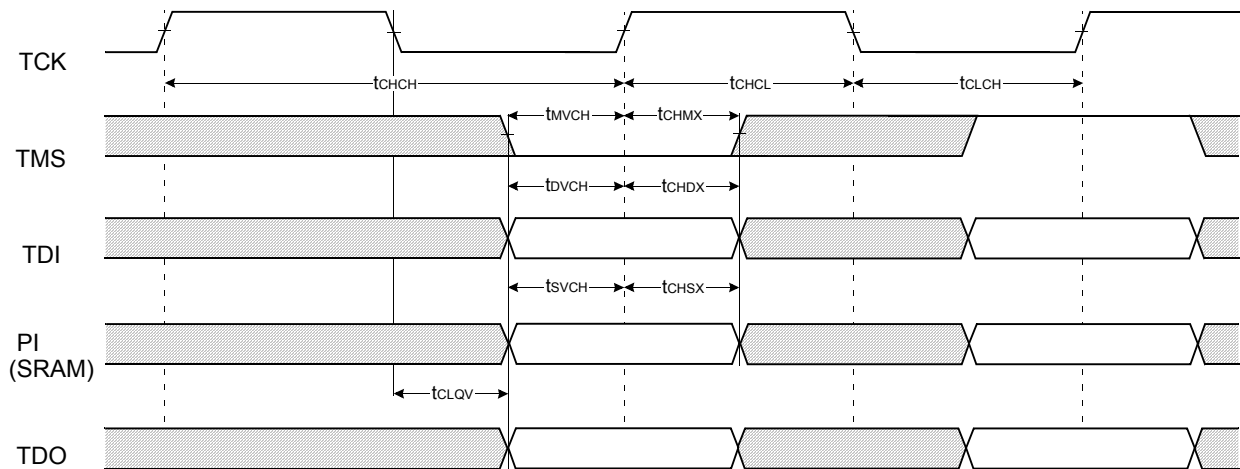 TCK
tCHCH
tCHCL
tCLCH
tMVCH
tCHMX
TMS
tDVCH
tCHDX
TDI
tSVCH
tCHSX
PI
(SRAM)
tCLQV
TDO